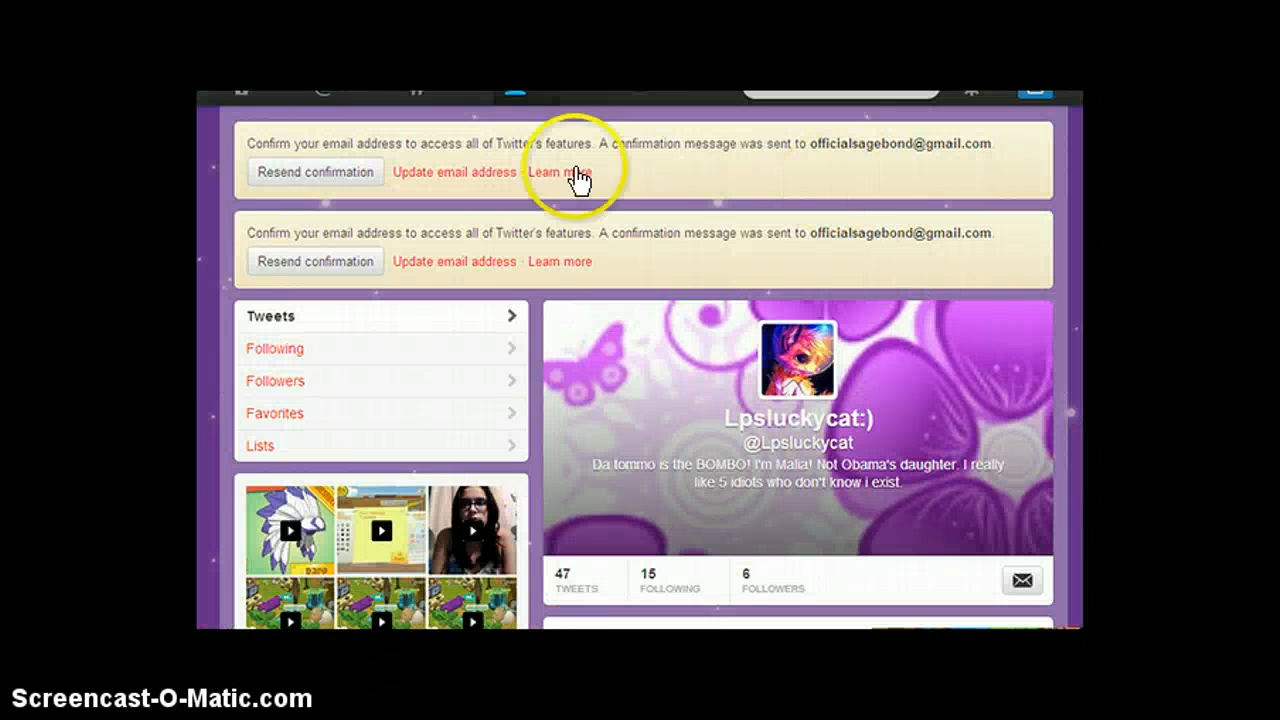 Confirm your email address to access all of Twitter's features. A confirmation message was sent to officialsagebond@gmail.com.
Resend confirmation Update email address · Learn more
Confirm your email address to access all of Twitter's features. A confirmation message was sent to officialsagebond@gmail.com.
Resend confirmation Update email address · Learn more
Tweets
Following
Followers
Favorites
Lists
Lpsluckycat:)
@Lpsluckycat
Da tommo is the BOMBO! I'm Malia! Not Obama's daughter. I really
like 5 idiots who don't know i exist.
47 15 6
TWEETS FOLLOWING FOLLOWERS
Screencast-O-Matic.com